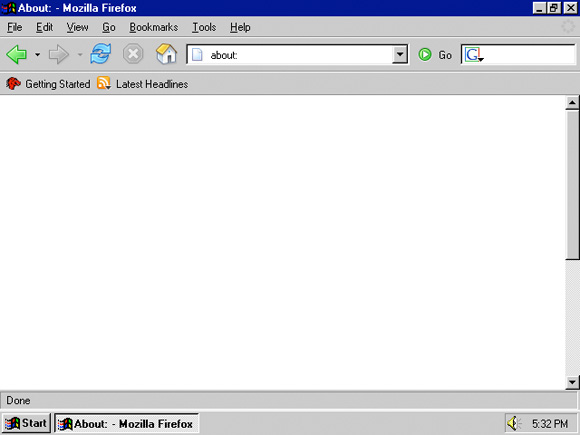 About: - Mozilla Firefox
File Edit View Go Bookmarks Tools Help
about: Go G
Getting Started Latest Headlines
Done
Start About: - Mozilla Firefox 5:32 PM